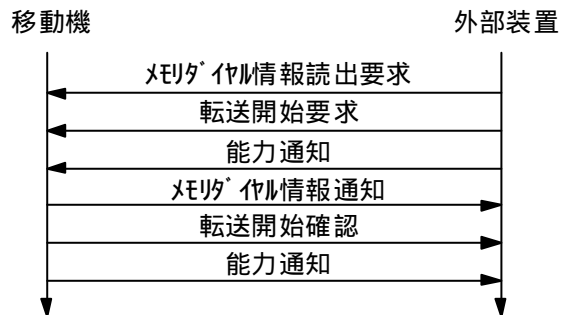 移動機 外部装置
ﾒﾓﾘﾀﾞｲﾔﾙ情報読出要求
転送開始要求
能力通知
ﾒﾓﾘﾀﾞｲﾔﾙ情報通知
転送開始確認
能力通知